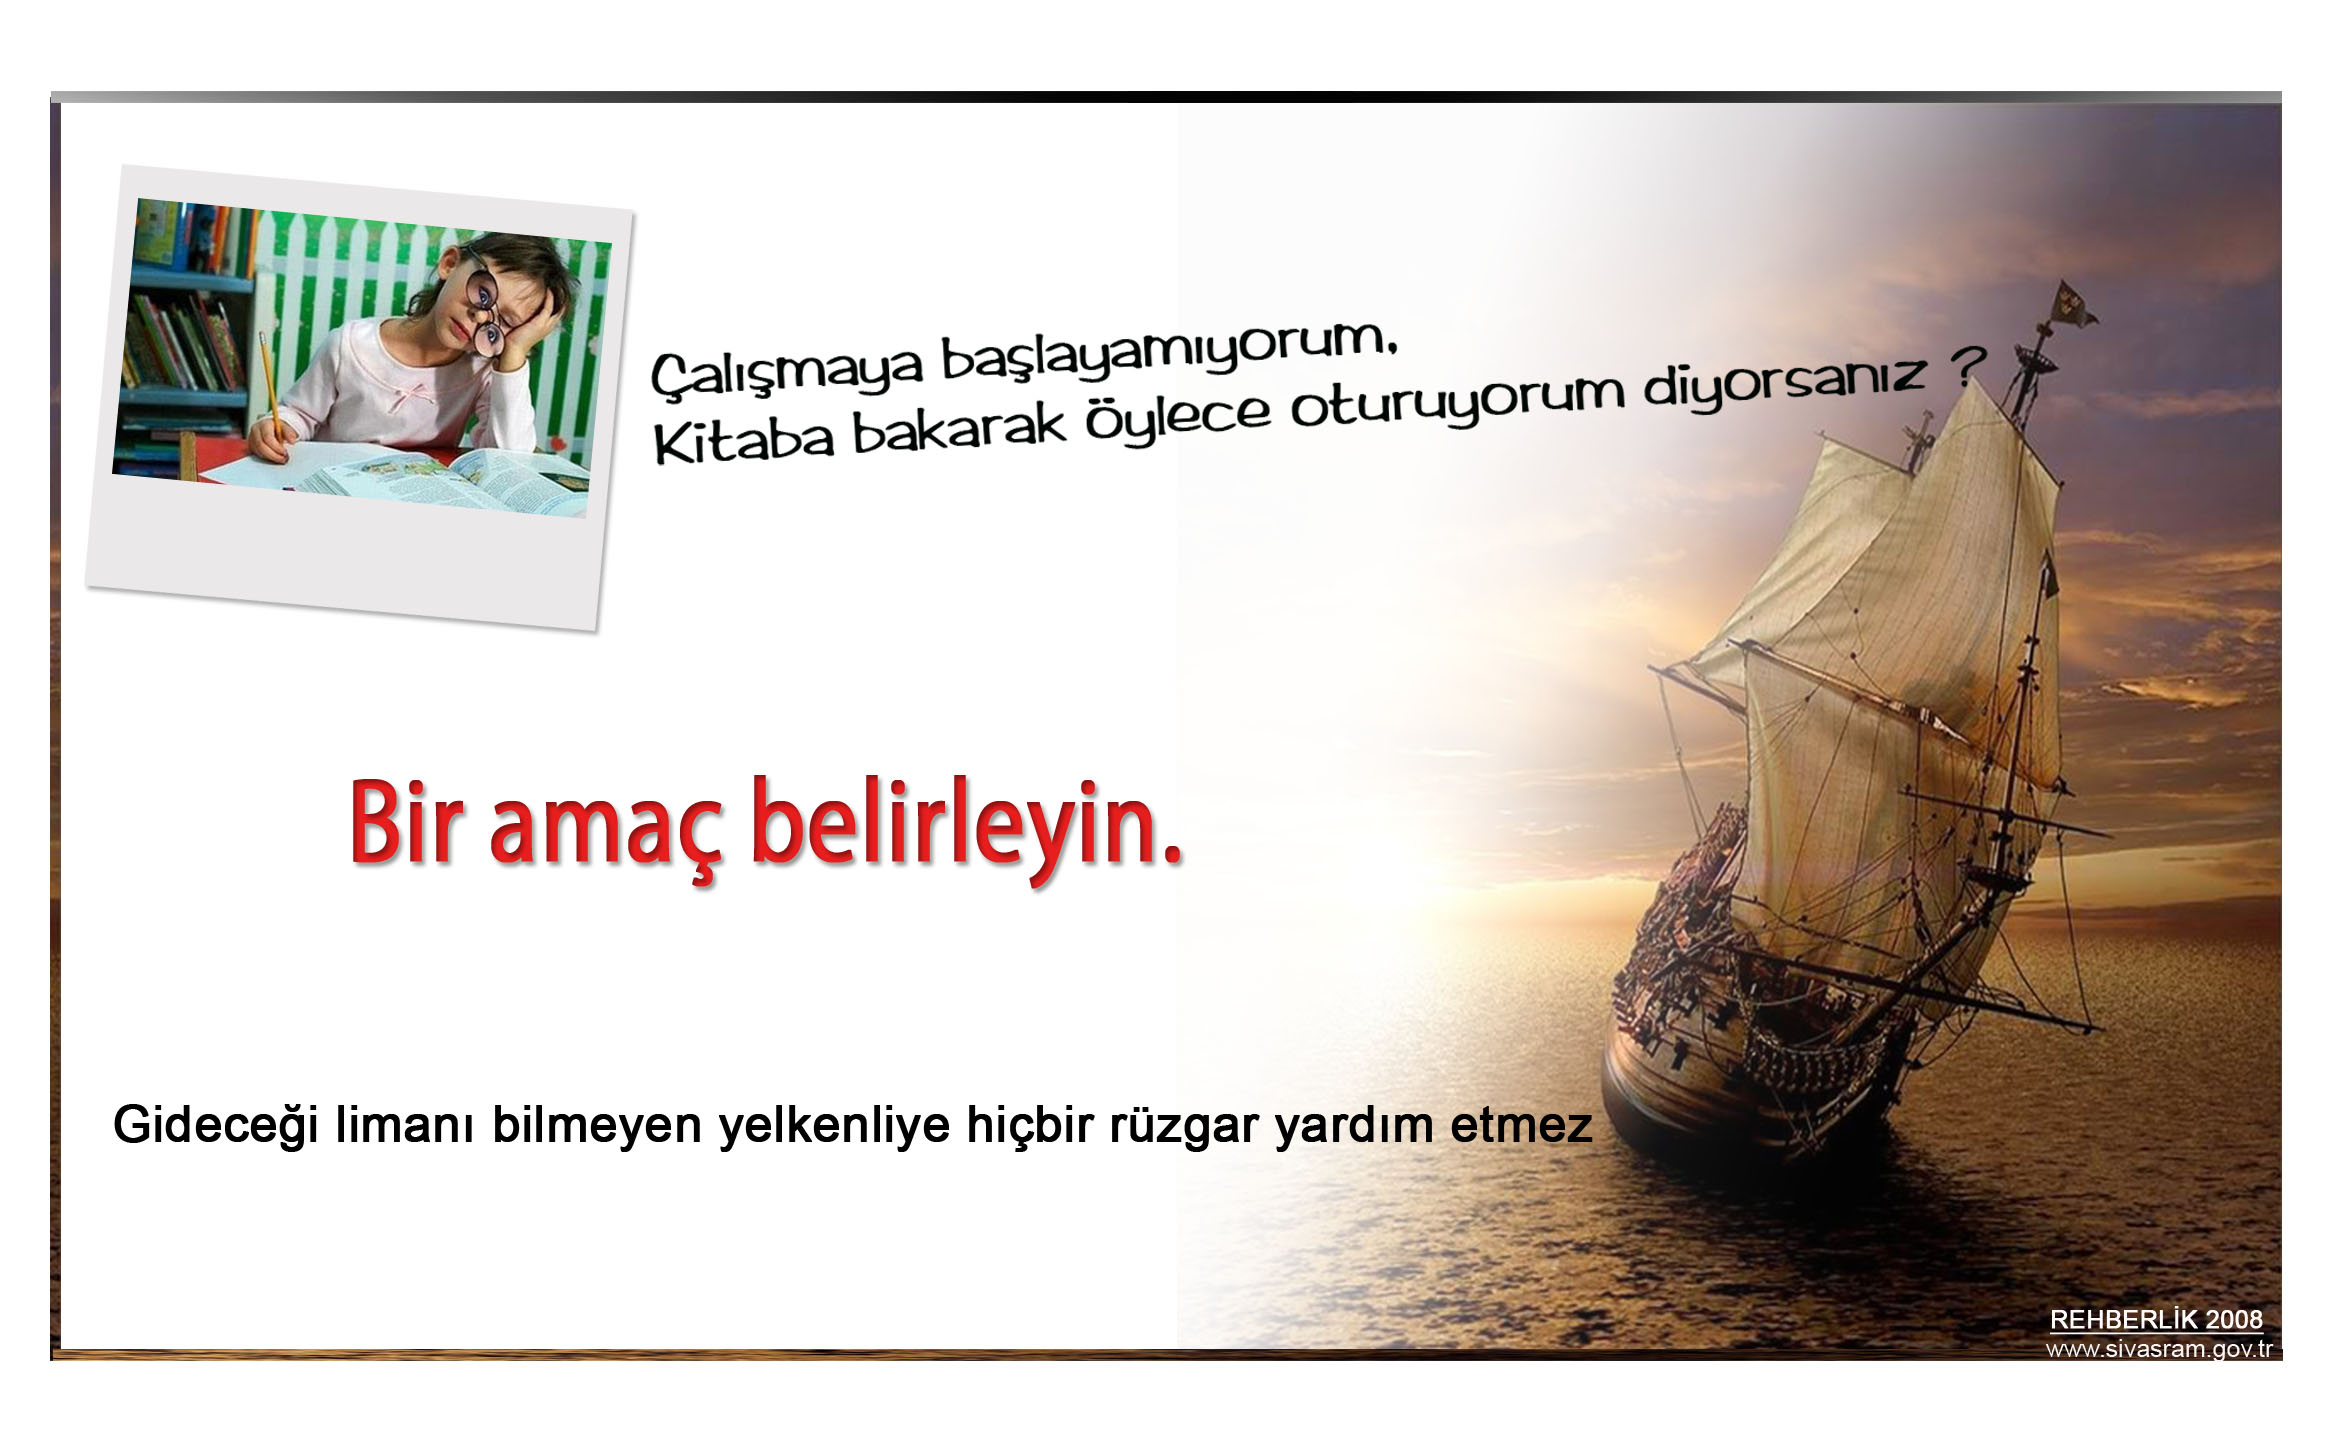 Çalışmaya başlayamıyorum,
Kitaba bakarak öylece oturuyorum diyorsanız ?
Bir amaç belirleyin.
Gideceği limanı bilmeyen yelkenliye hiçbir rüzgar yardım etmez
REHBERLİK 2008
www.sivasram.gov.tr